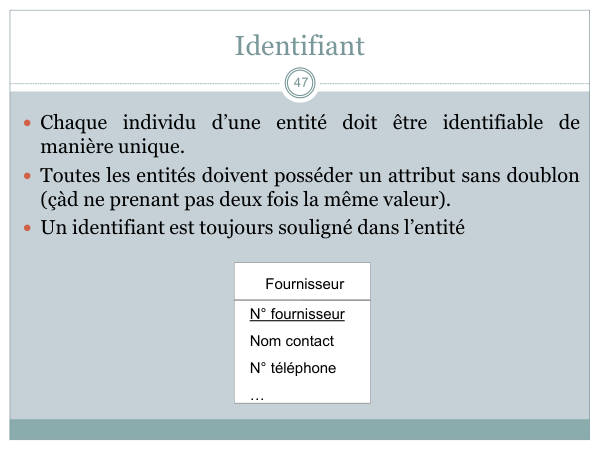 Identifiant
47
• Chaque individu d’une entité doit être identifiable de
manière unique.
• Toutes les entités doivent posséder un attribut sans doublon
(çàd ne prenant pas deux fois la même valeur).
• Un identifiant est toujours souligné dans l’entité
Fournisseur
N° fournisseur
Nom contact
N° téléphone
…